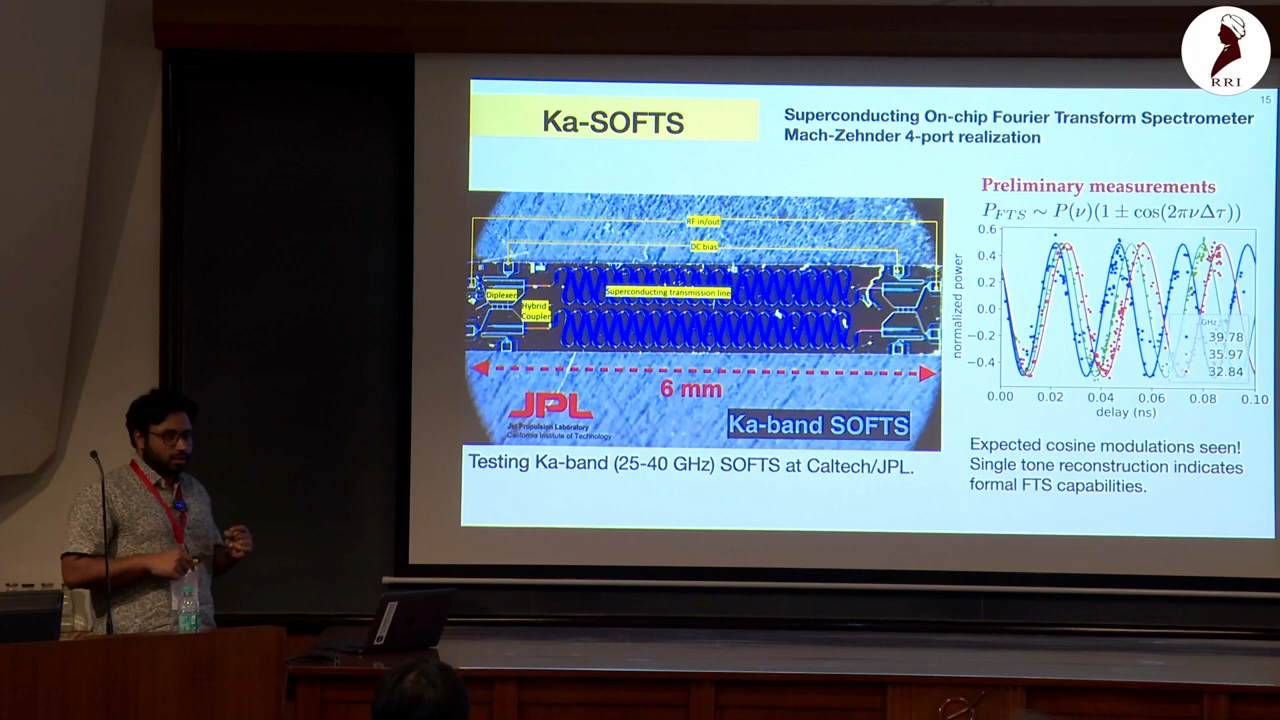 RRI
15
Ka-SOFTS
Superconducting On-chip Fourier Transform Spectrometer
Mach-Zehnder 4-port realization
Preliminary measurements
P_FTS ∼ P(ν)(1 ± cos(2πνΔτ))
RF in/out
DC bias
Diplexer
Hybrid
Coupler
Superconducting transmission line
6 mm
JPL
Jet Propulsion Laboratory
California Institute of Technology
Ka-band SOFTS
normalized power
0.6
0.4
0.2
0.0
−0.2
−0.4
GHz
39.78
35.97
32.84
0.00 0.02 0.04 0.06 0.08 0.10
delay (ns)
Testing Ka-band (25-40 GHz) SOFTS at Caltech/JPL.
Expected cosine modulations seen!
Single tone reconstruction indicates
formal FTS capabilities.